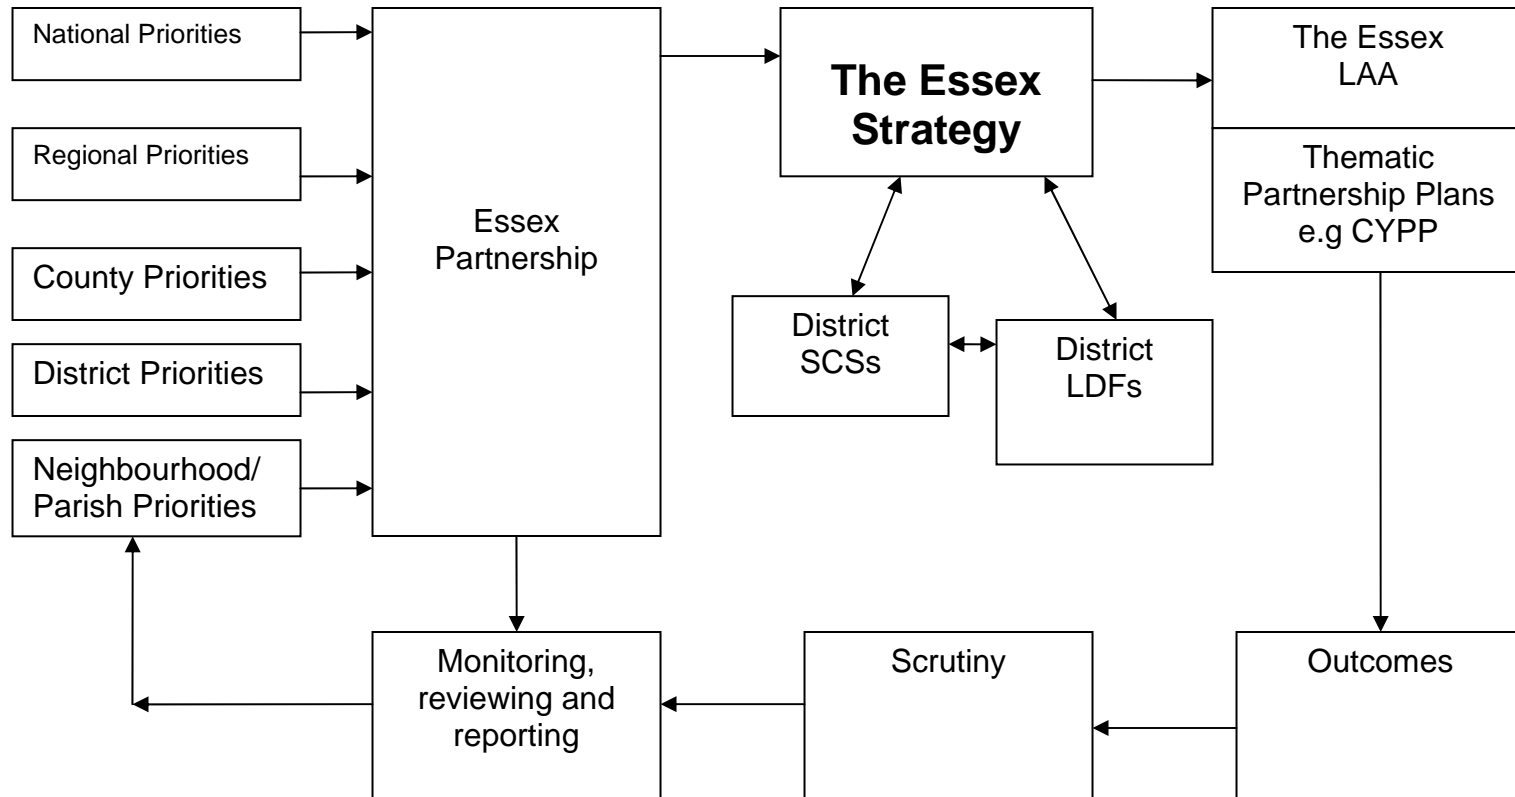 National Priorities
Regional Priorities
County Priorities
District Priorities
Neighbourhood/
Parish Priorities
Essex
Partnership
The Essex
Strategy
District
SCSs
District
LDFs
The Essex
LAA
Thematic
Partnership Plans
e.g CYPP
Monitoring,
reviewing and
reporting
Scrutiny
Outcomes